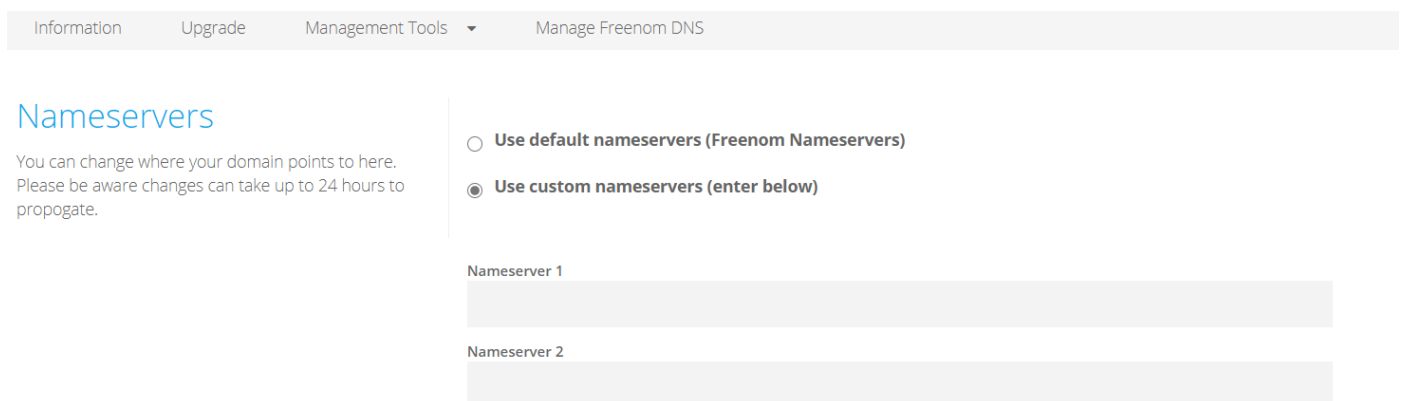 Information Upgrade Management Tools Manage Freenom DNS
Nameservers
You can change where your domain points to here.
Please be aware changes can take up to 24 hours to
propogate.
Use default nameservers (Freenom Nameservers)
Use custom nameservers (enter below)
Nameserver 1
Nameserver 2